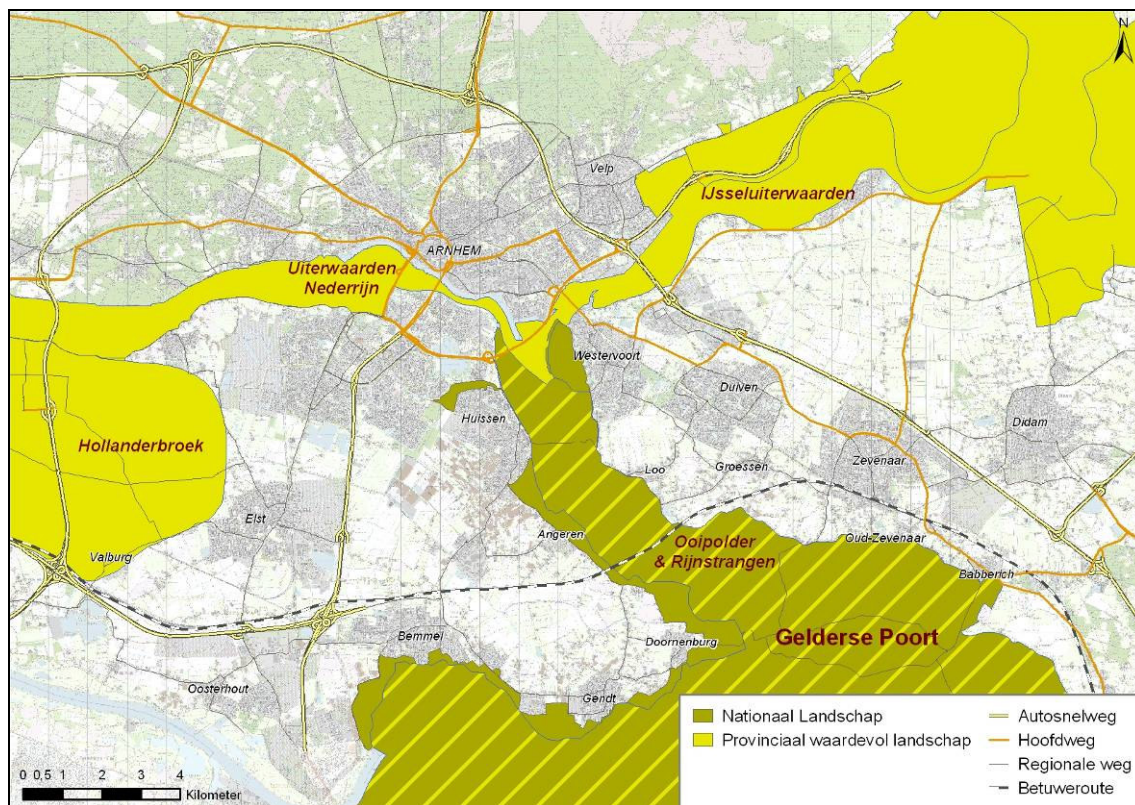 N
Velp
IJsseluiterwaarden
ARNHEM
Uiterwaarden
Nederrijn
Westervoort
Duiven
Huissen
Didam
Hollanderbroek
Zevenaar
Loo
Groessen
Elst
Angeren
Ooipolder
& Rijnstrangen
Oud-Zevenaar
Valburg
Babberich
Bemmel
Doornenburg
Gelderse Poort
Oosterhout
Gendt
Nationaal Landschap
Provinciaal waardevol landschap
Autosnelweg
Hoofdweg
Regionale weg
Betuweroute
0 0,5 1 2 3 4
Kilometer